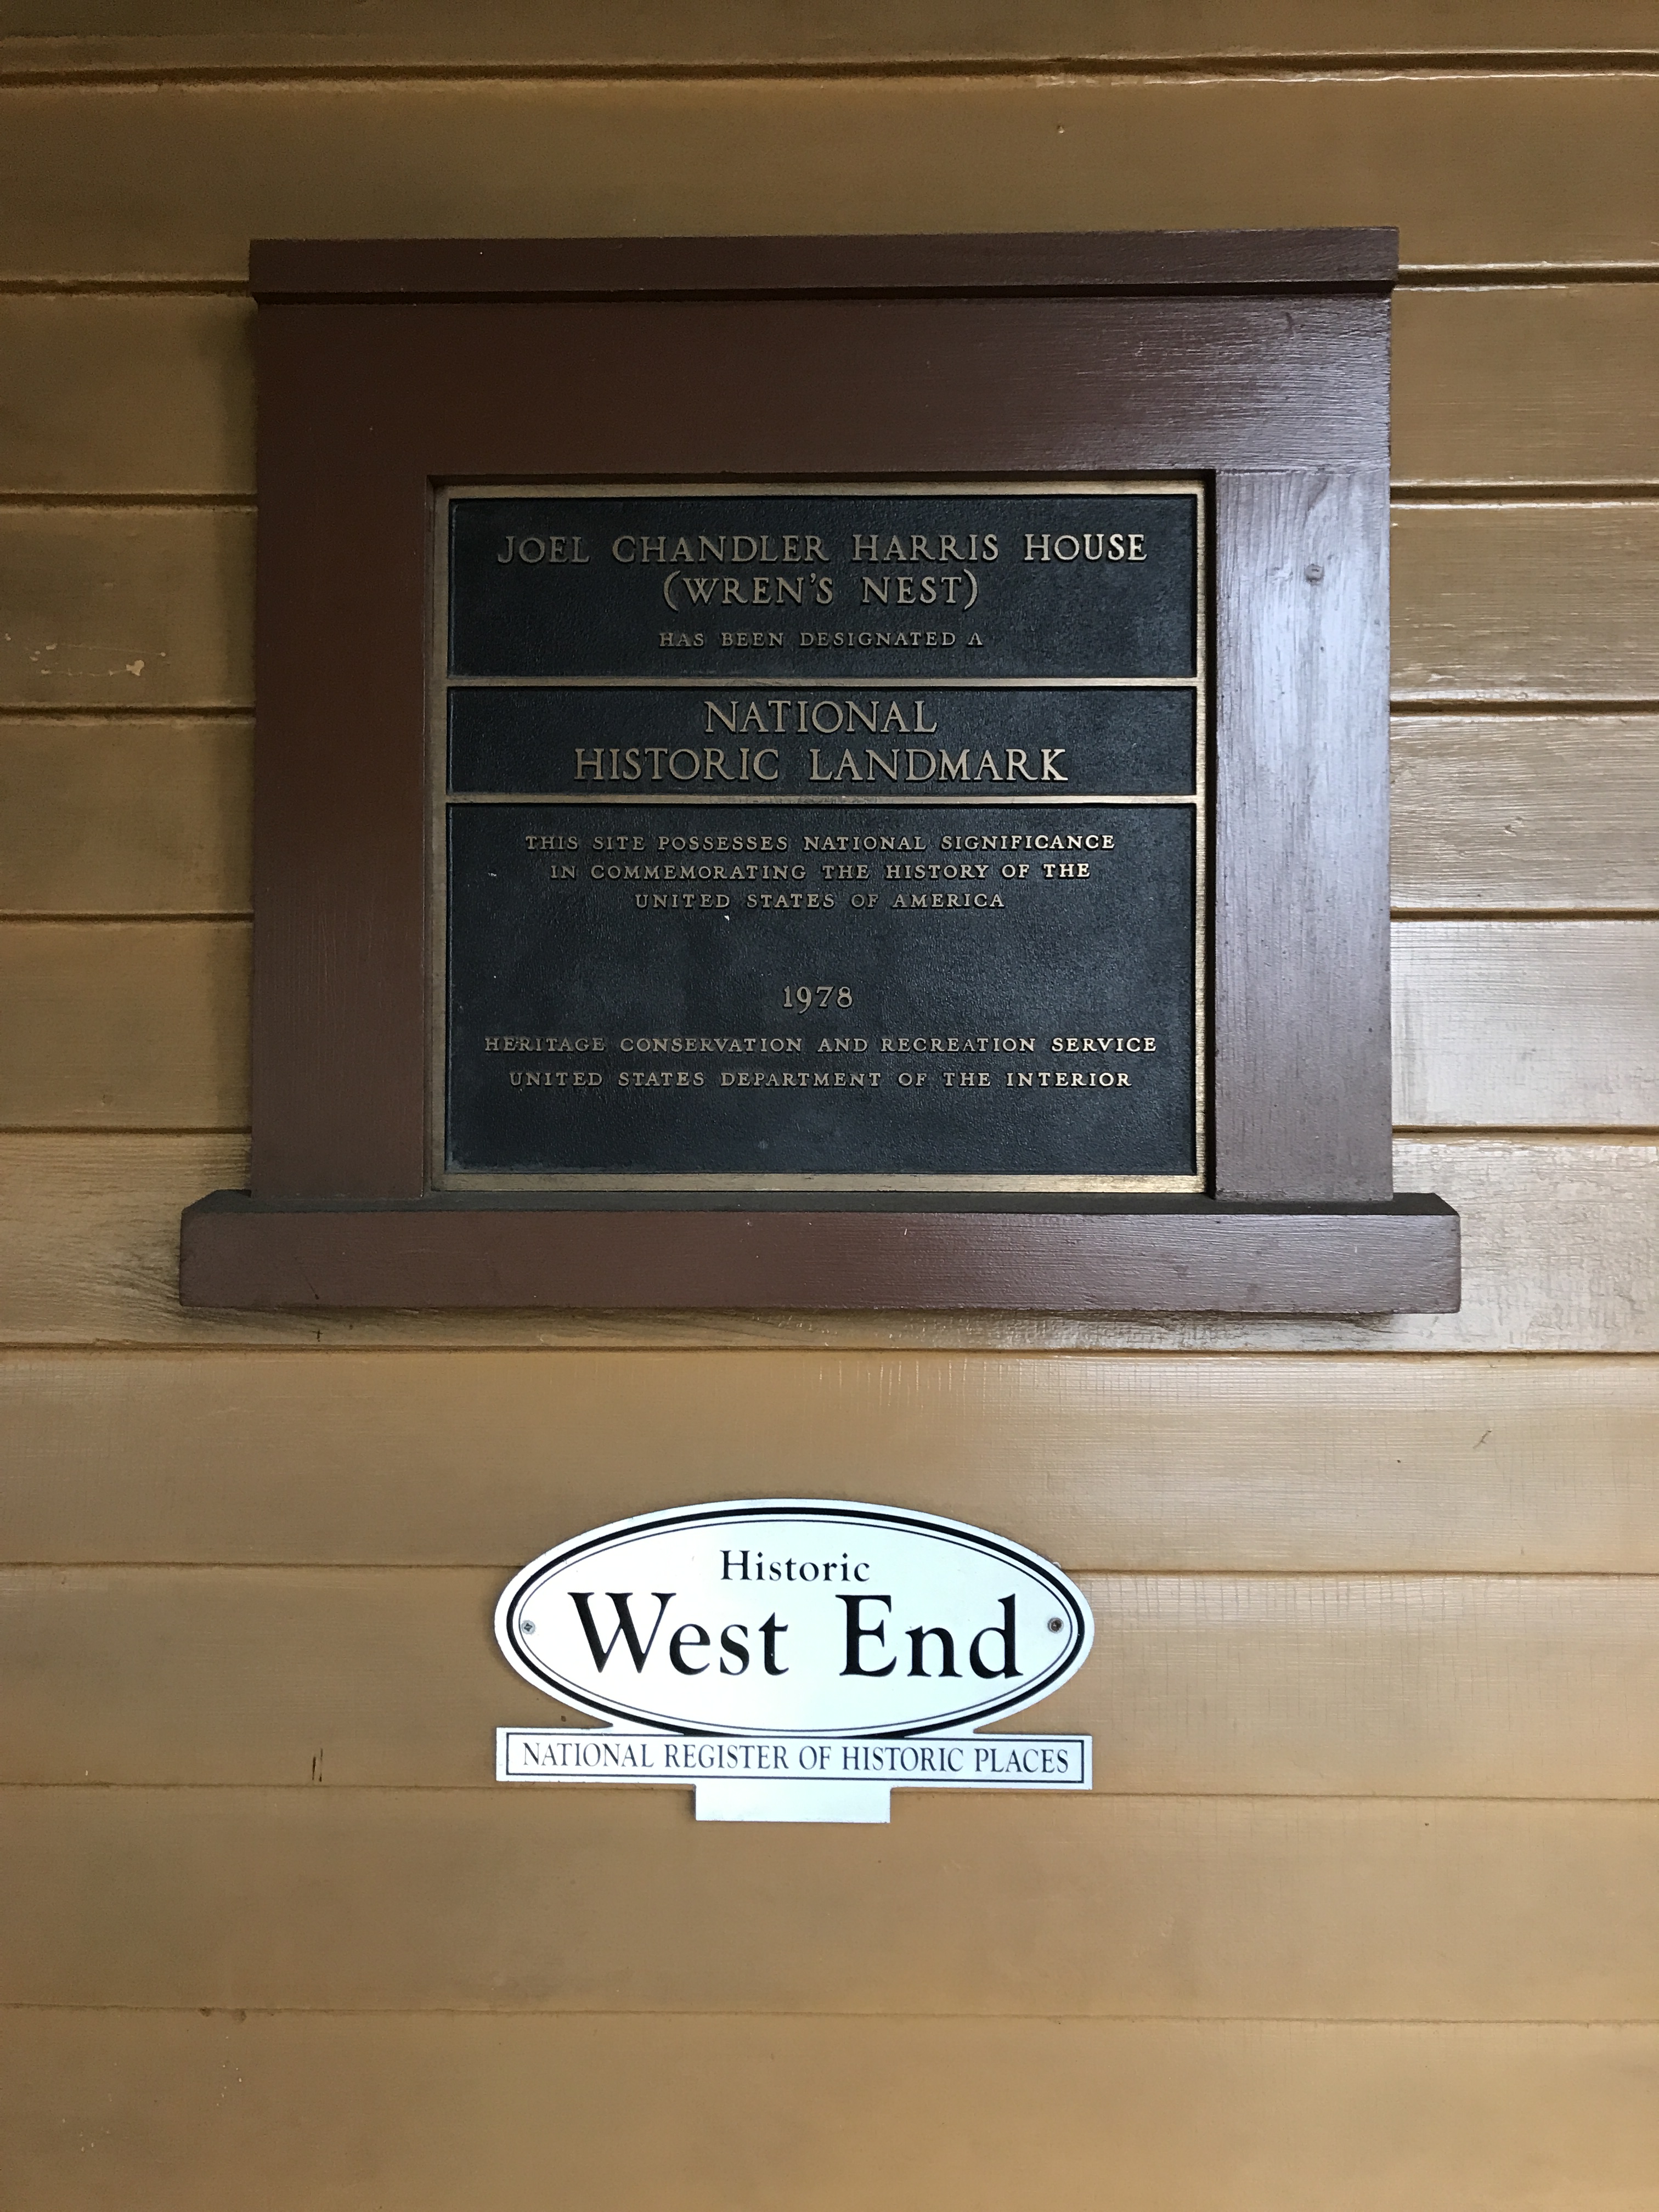 JOEL CHANDLER HARRIS HOUSE
(WREN'S NEST)
HAS BEEN DESIGNATED A
NATIONAL
HISTORIC LANDMARK
THIS SITE POSSESSES NATIONAL SIGNIFICANCE
IN COMMEMORATING THE HISTORY OF THE
UNITED STATES OF AMERICA
1978
HERITAGE CONSERVATION AND RECREATION SERVICE
UNITED STATES DEPARTMENT OF THE INTERIOR
Historic
West End
NATIONAL REGISTER OF HISTORIC PLACES